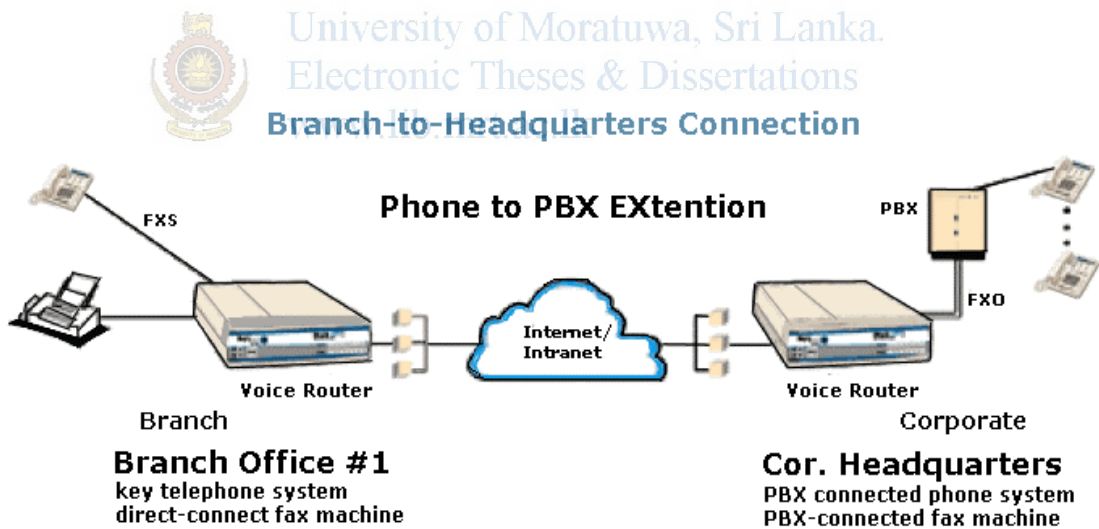 University of Moratuwa, Sri Lanka.
Electronic Theses & Dissertations
Branch-to-Headquarters Connection
Phone to PBX EXtention
FXS
PBX
FXO
Internet/
Intranet
Voice Router
Voice Router
Branch
Corporate
Branch Office #1
key telephone system
direct-connect fax machine
Cor. Headquarters
PBX connected phone system
PBX-connected fax machine